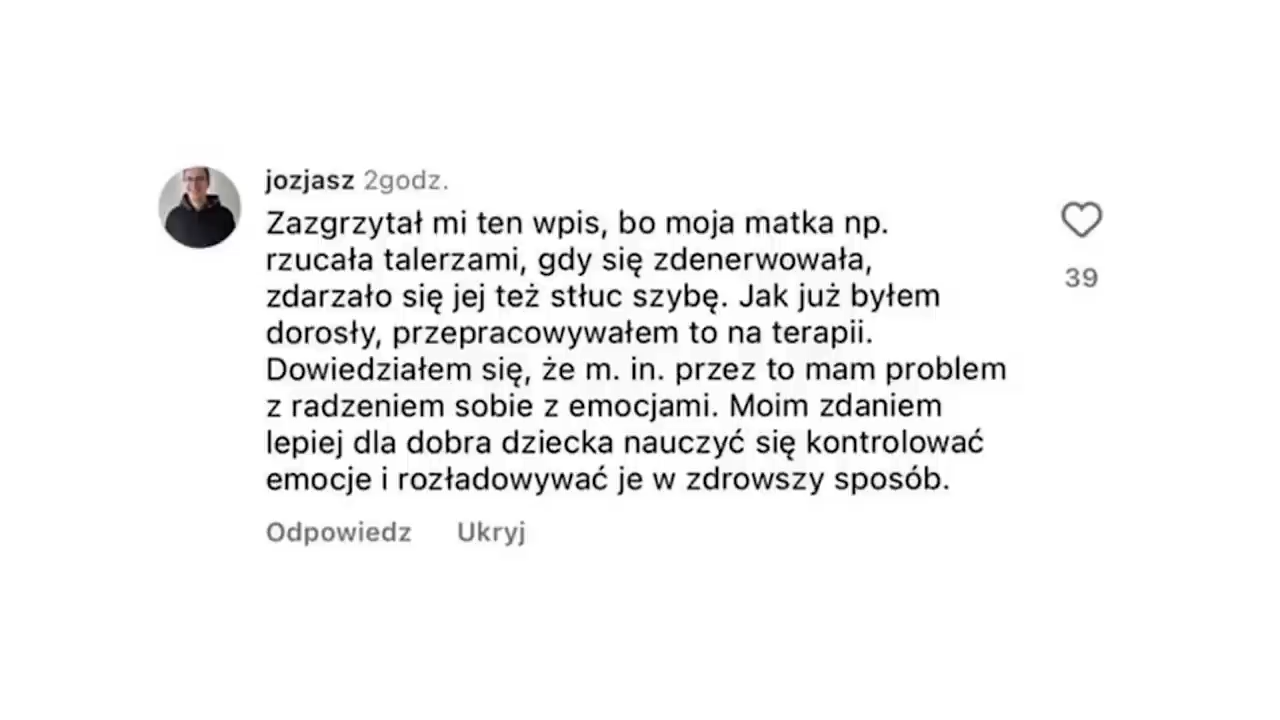 jozjasz 2godz.
Zazgrzytał mi ten wpis, bo moja matka np.
rzucała talerzami, gdy się zdenerwowała,
zdarzało się jej też stłuc szybę. Jak już byłem
dorosły, przepracowywałem to na terapii.
Dowiedziałem się, że m. in. przez to mam problem
z radzeniem sobie z emocjami. Moim zdaniem
lepiej dla dobra dziecka nauczyć się kontrolować
emocje i rozładowywać je w zdrowszy sposób.
39
Odpowiedz Ukryj